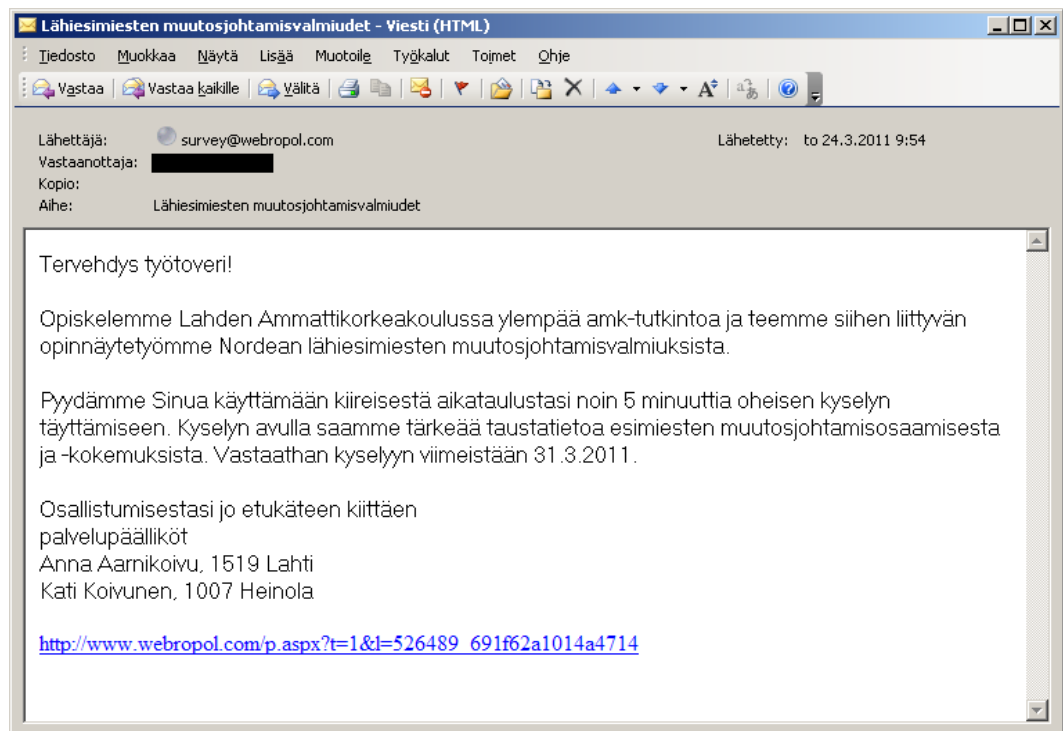 Lähiesimiesten muutosjohtamisvalmiudet - Viesti (HTML)
Tiedosto Muokkaa Näytä Lisää Muotoile Työkalut Toimet Ohje
Vastaa Vastaa kaikille Välitä
Lähettäjä: survey@webropol.com Lähetetty: to 24.3.2011 9:54
Vastaanottaja:
Kopio:
Aihe: Lähiesimiesten muutosjohtamisvalmiudet
Tervehdys työtoveri!
Opiskelemme Lahden Ammattikorkeakoulussa ylempää amk-tutkintoa ja teemme siihen liittyvän
opinnäytetyömme Nordean lähiesimiesten muutosjohtamisvalmiuksista.
Pyydämme Sinua käyttämään kiireisestä aikataulustasi noin 5 minuuttia oheisen kyselyn
täyttämiseen. Kyselyn avulla saamme tärkeää taustatietoa esimiesten muutosjohtamisosaamisesta
ja -kokemuksista. Vastaathan kyselyyn viimeistään 31.3.2011.
Osallistumisestasi jo etukäteen kiittäen
palvelupäälliköt
Anna Aarnikoivu, 1519 Lahti
Kati Koivunen, 1007 Heinola
http://www.webropol.com/p.aspx?t=1&l=526489_691f62a1014a4714